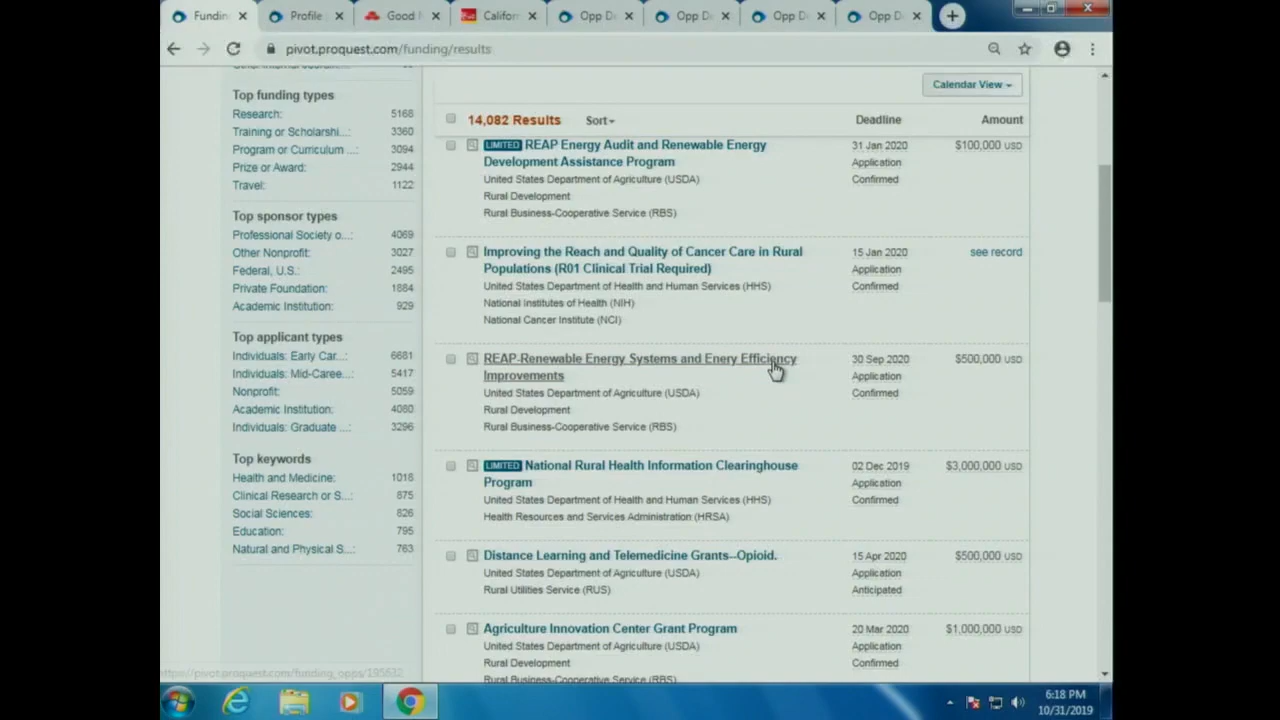 Fundin
Profile
Good
Californ
Opp D
Opp D
Opp D
Opp D
pivot.proquest.com/funding/results
Top funding types
Research: 5168
Training or Scholarshi...: 3360
Program or Curriculum ...: 3094
Prize or Award: 2944
Travel: 1122
Top sponsor types
Professional Society o...: 4069
Other Nonprofit: 3027
Federal, U.S.: 2495
Private Foundation: 1884
Academic Institution: 929
Top applicant types
Individuals: Early Car...: 6681
Individuals: Mid-Caree...: 5417
Nonprofit: 5059
Academic Institution: 4060
Individuals: Graduate ...: 3296
Top keywords
Health and Medicine: 1016
Clinical Research or S...: 875
Social Sciences: 826
Education: 795
Natural and Physical S...: 763
Calendar View
14,082 Results Sort Deadline Amount
LIMITED REAP Energy Audit and Renewable Energy 31 Jan 2020 $100,000 USD
Development Assistance Program Application
United States Department of Agriculture (USDA) Confirmed
Rural Development
Rural Business-Cooperative Service (RBS)
Improving the Reach and Quality of Cancer Care in Rural 15 Jan 2020 see record
Populations (R01 Clinical Trial Required) Application
United States Department of Health and Human Services (HHS) Confirmed
National Institutes of Health (NIH)
National Cancer Institute (NCI)
REAP-Renewable Energy Systems and Enery Efficiency 30 Sep 2020 $500,000 USD
Improvements Application
United States Department of Agriculture (USDA) Confirmed
Rural Development
Rural Business-Cooperative Service (RBS)
LIMITED National Rural Health Information Clearinghouse 02 Dec 2019 $3,000,000 USD
Program Application
United States Department of Health and Human Services (HHS) Confirmed
Health Resources and Services Administration (HRSA)
Distance Learning and Telemedicine Grants--Opioid. 15 Apr 2020 $500,000 USD
United States Department of Agriculture (USDA) Application
Rural Utilities Service (RUS) Anticipated
Agriculture Innovation Center Grant Program 20 Mar 2020 $1,000,000 USD
United States Department of Agriculture (USDA) Application
Rural Development Confirmed
Rural Business-Cooperative Service (RBS)
https://pivot.proquest.com/funding_opps/195632
6:18 PM
10/31/2019